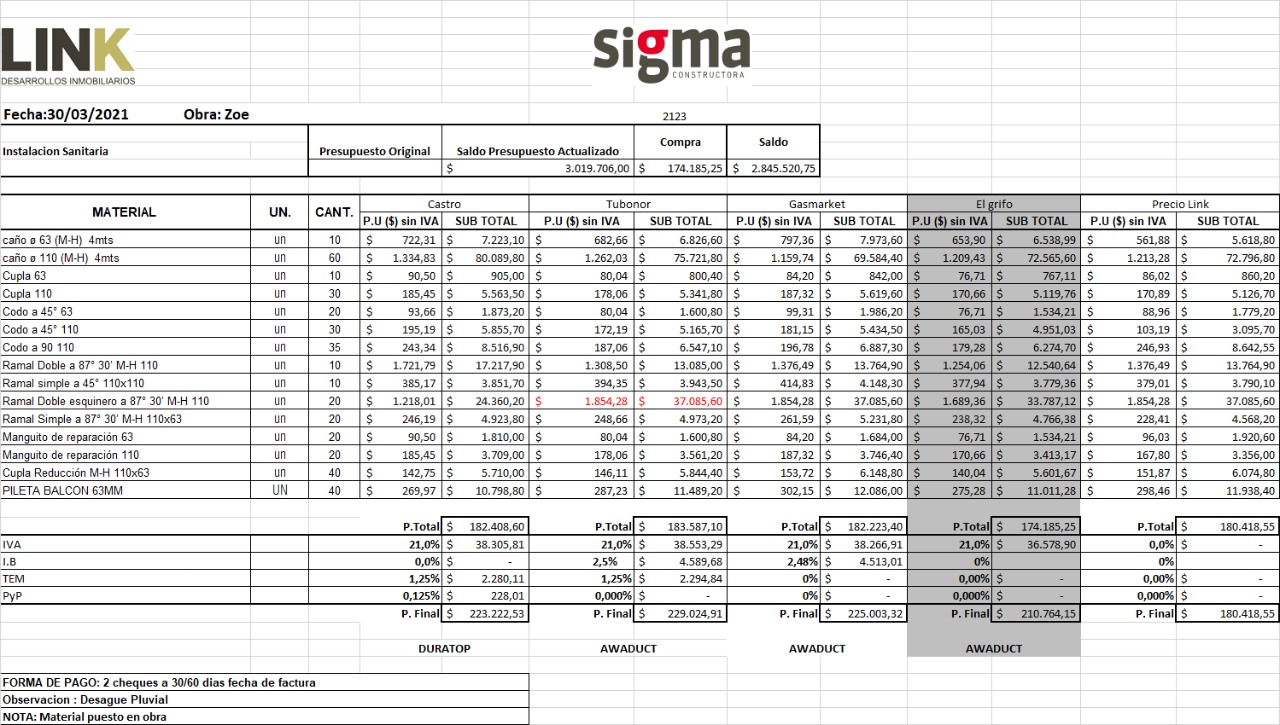 LINK
DESARROLLOS INMOBILIARIOS
sigma
CONSTRUCTORA
Fecha:30/03/2021 Obra: Zoe 2123
Instalacion Sanitaria Presupuesto Original Saldo Presupuesto Actualizado Compra Saldo
$ 3.019.706,00 $ 174.185,25 $ 2.845.520,75
MATERIAL UN. CANT. Castro Tubonor Gasmarket El grifo Precio Link
P.U ($) sin IVA SUB TOTAL P.U ($) sin IVA SUB TOTAL P.U ($) sin IVA SUB TOTAL P.U ($) sin IVA SUB TOTAL P.U ($) sin IVA SUB TOTAL
caño ø 63 (M-H) 4mts un 10 $ 722,31 $ 7.223,10 $ 682,66 $ 6.826,60 $ 797,36 $ 7.973,60 $ 653,90 $ 6.538,99 $ 561,88 $ 5.618,80
caño ø 110 (M-H) 4mts un 60 $ 1.334,83 $ 80.089,80 $ 1.262,03 $ 75.721,80 $ 1.159,74 $ 69.584,40 $ 1.209,43 $ 72.565,60 $ 1.213,28 $ 72.796,80
Cupla 63 un 10 $ 90,50 $ 905,00 $ 80,04 $ 800,40 $ 84,20 $ 842,00 $ 76,71 $ 767,11 $ 86,02 $ 860,20
Cupla 110 un 30 $ 185,45 $ 5.563,50 $ 178,06 $ 5.341,80 $ 187,32 $ 5.619,60 $ 170,66 $ 5.119,76 $ 170,89 $ 5.126,70
Codo a 45° 63 un 20 $ 93,66 $ 1.873,20 $ 80,04 $ 1.600,80 $ 99,31 $ 1.986,20 $ 76,71 $ 1.534,21 $ 88,96 $ 1.779,20
Codo a 45° 110 un 30 $ 195,19 $ 5.855,70 $ 172,19 $ 5.165,70 $ 181,15 $ 5.434,50 $ 165,03 $ 4.951,03 $ 103,19 $ 3.095,70
Codo a 90 110 un 35 $ 243,34 $ 8.516,90 $ 187,06 $ 6.547,10 $ 196,78 $ 6.887,30 $ 179,28 $ 6.274,70 $ 246,93 $ 8.642,55
Ramal Doble a 87° 30' M-H 110 un 10 $ 1.721,79 $ 17.217,90 $ 1.308,50 $ 13.085,00 $ 1.376,49 $ 13.764,90 $ 1.254,06 $ 12.540,64 $ 1.376,49 $ 13.764,90
Ramal simple a 45° 110x110 un 10 $ 385,17 $ 3.851,70 $ 394,35 $ 3.943,50 $ 414,83 $ 4.148,30 $ 377,94 $ 3.779,36 $ 379,01 $ 3.790,10
Ramal Doble esquinero a 87° 30' M-H 110 un 20 $ 1.218,01 $ 24.360,20 $ 1.854,28 $ 37.085,60 $ 1.854,28 $ 37.085,60 $ 1.689,36 $ 33.787,12 $ 1.854,28 $ 37.085,60
Ramal Simple a 87° 30' M-H 110x63 un 20 $ 246,19 $ 4.923,80 $ 248,66 $ 4.973,20 $ 261,59 $ 5.231,80 $ 238,32 $ 4.766,38 $ 228,41 $ 4.568,20
Manguito de reparación 63 un 20 $ 90,50 $ 1.810,00 $ 80,04 $ 1.600,80 $ 84,20 $ 1.684,00 $ 76,71 $ 1.534,21 $ 96,03 $ 1.920,60
Manguito de reparación 110 un 20 $ 185,45 $ 3.709,00 $ 178,06 $ 3.561,20 $ 187,32 $ 3.746,40 $ 170,66 $ 3.413,17 $ 167,80 $ 3.356,00
Cupla Reducción M-H 110x63 un 40 $ 142,75 $ 5.710,00 $ 146,11 $ 5.844,40 $ 153,72 $ 6.148,80 $ 140,04 $ 5.601,67 $ 151,87 $ 6.074,80
PILETA BALCON 63MM UN 40 $ 269,97 $ 10.798,80 $ 287,23 $ 11.489,20 $ 302,15 $ 12.086,00 $ 275,28 $ 11.011,28 $ 298,46 $ 11.938,40
P.Total $ 182.408,60 P.Total $ 183.587,10 P.Total $ 182.223,40 P.Total $ 174.185,25 P.Total $ 180.418,55
IVA 21,0% $ 38.305,81 21,0% $ 38.553,29 21,0% $ 38.266,91 21,0% $ 36.578,90 0,0% $ -
I.B 0,0% $ - 2,5% $ 4.589,68 2,48% $ 4.513,01 0% 0%
TEM 1,25% $ 2.280,11 1,25% $ 2.294,84 0% $ - 0,00% $ - 0,00% $ -
PyP 0,125% $ 228,01 0,000% $ - 0% $ - 0,000% $ - 0,000% $ -
P. Final $ 223.222,53 P. Final $ 229.024,91 P. Final $ 225.003,32 P. Final $ 210.764,15 P. Final $ 180.418,55
DURATOP AWADUCT AWADUCT AWADUCT
FORMA DE PAGO: 2 cheques a 30/60 dias fecha de factura
Observacion : Desague Pluvial
NOTA: Material puesto en obra